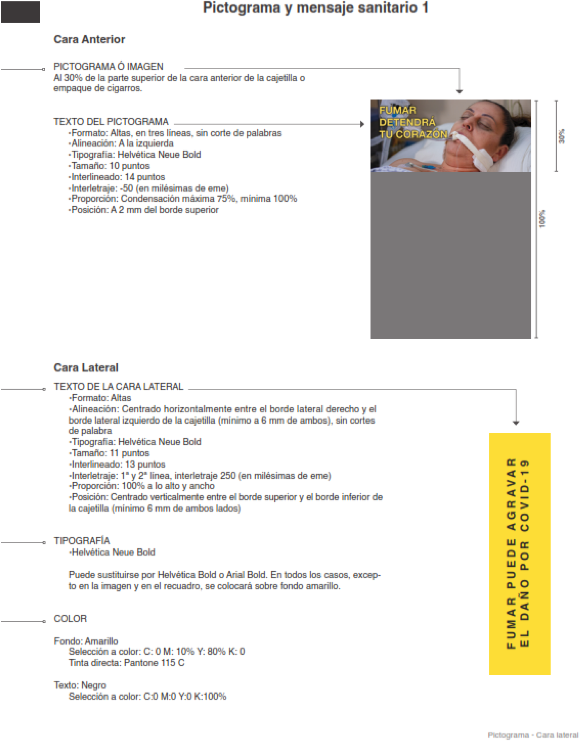 Pictograma y mensaje sanitario 1
Cara Anterior
PICTOGRAMA Ó IMAGEN
Al 30% de la parte superior de la cara anterior de la cajetilla o
empaque de cigarros.
TEXTO DEL PICTOGRAMA
•Formato: Altas, en tres líneas, sin corte de palabras
•Alineación: A la izquierda
•Tipografía: Helvética Neue Bold
•Tamaño: 10 puntos
•Interlineado: 14 puntos
•Interletraje: -50 (en milésimas de eme)
•Proporción: Condensación máxima 75%, mínima 100%
•Posición: A 2 mm del borde superior
FUMAR
DETENDRÁ
TU CORAZÓN
30%
100%
Cara Lateral
TEXTO DE LA CARA LATERAL
•Formato: Altas
•Alineación: Centrado horizontalmente entre el borde lateral derecho y el
borde lateral izquierdo de la cajetilla (mínimo a 6 mm de ambos), sin cortes
de palabra
•Tipografía: Helvética Neue Bold
•Tamaño: 11 puntos
•Interlineado: 13 puntos
•Interletraje: 1ª y 2ª línea, interletraje 250 (en milésimas de eme)
•Proporción: 100% a lo alto y ancho
•Posición: Centrado verticalmente entre el borde superior y el borde inferior de
la cajetilla (mínimo 6 mm de ambos lados)
FUMAR PUEDE AGRAVAR
EL DAÑO POR COVID-19
TIPOGRAFÍA
•Helvética Neue Bold
Puede sustituirse por Helvética Bold o Arial Bold. En todos los casos, excep-
to en la imagen y en el recuadro, se colocará sobre fondo amarillo.
COLOR
Fondo: Amarillo
Selección a color: C: 0 M: 10% Y: 80% K: 0
Tinta directa: Pantone 115 C
Texto: Negro
Selección a color: C:0 M:0 Y:0 K:100%
Pictograma - Cara lateral